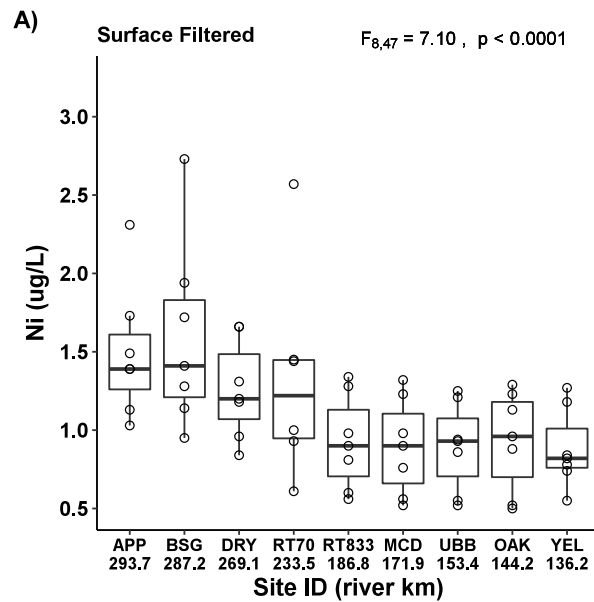 A)
Surface Filtered
F8,47 = 7.10 , p < 0.0001
Ni (ug/L)
3.0
2.5
2.0
1.5
1.0
0.5
APP BSG DRY RT70 RT833 MCD UBB OAK YEL
293.7 287.2 269.1 233.5 186.8 171.9 153.4 144.2 136.2
Site ID (river km)